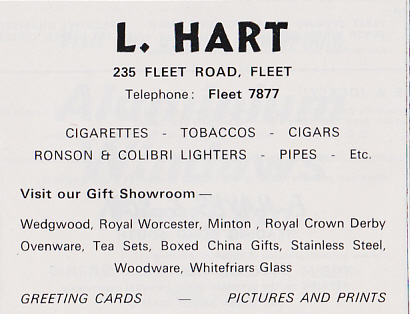 L. HART
235 FLEET ROAD, FLEET
Telephone: Fleet 7877
CIGARETTES - TOBACCOS - CIGARS
RONSON & COLIBRI LIGHTERS - PIPES - Etc.
Visit our Gift Showroom —
Wedgwood, Royal Worcester, Minton , Royal Crown Derby
Ovenware, Tea Sets, Boxed China Gifts, Stainless Steel,
Woodware, Whitefriars Glass
GREETING CARDS — PICTURES AND PRINTS